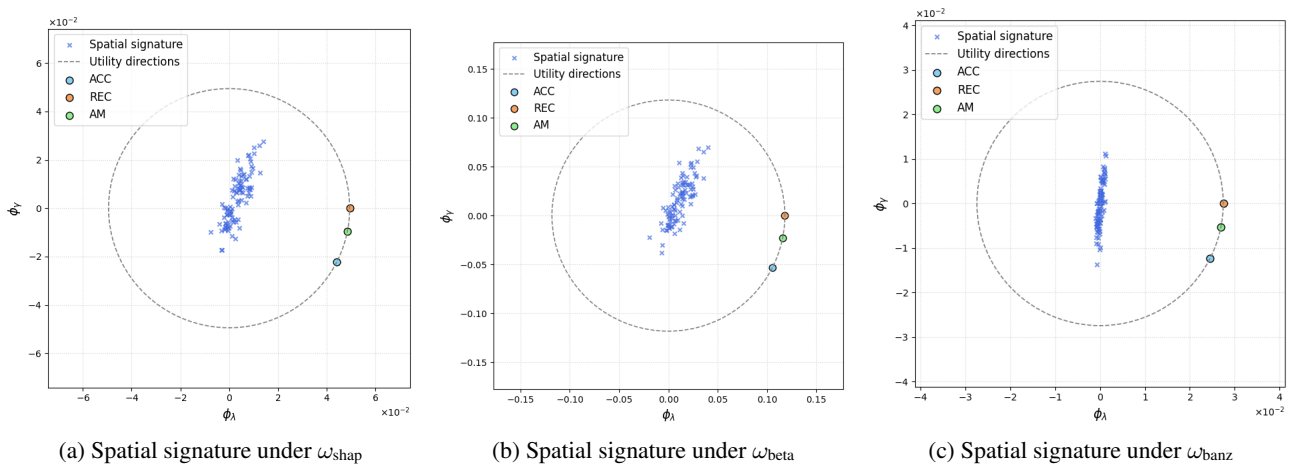 ×10⁻²
Spatial signature
Utility directions
ACC
REC
AM
6
4
2
0
−2
−4
−6
−6 −4 −2 0 2 4 6
×10⁻²
ϕλ
ϕγ
(a) Spatial signature under ωshap
Spatial signature
Utility directions
ACC
REC
AM
0.15
0.10
0.05
0.00
−0.05
−0.10
−0.15
−0.15 −0.10 −0.05 0.00 0.05 0.10 0.15
ϕλ
ϕγ
(b) Spatial signature under ωbeta
×10⁻²
Spatial signature
Utility directions
ACC
REC
AM
4
3
2
1
0
−1
−2
−3
−4
−4 −3 −2 −1 0 1 2 3 4
×10⁻²
ϕλ
ϕγ
(c) Spatial signature under ωbanz